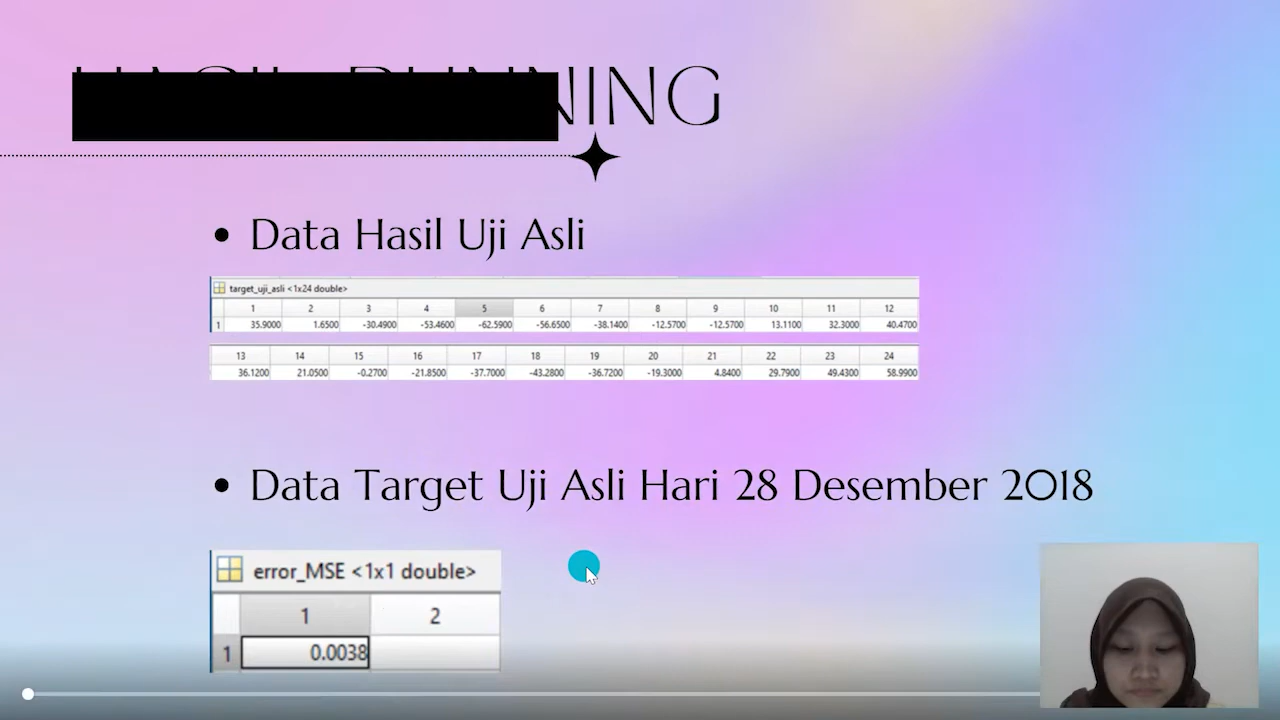 NING
• Data Hasil Uji Asli
target_uji_asli <1x24 double>
1 2 3 4 5 6 7 8 9 10 11 12
1 35.9000 1.6500 -30.4900 -53.4600 -62.5900 -56.6500 -38.1400 -12.5700 -12.5700 13.1100 32.3000 40.4700
13 14 15 16 17 18 19 20 21 22 23 24
36.1200 21.0500 -0.2700 -21.8500 -37.7000 -43.2800 -36.7200 -19.3000 4.8400 29.7900 49.4300 58.9900
• Data Target Uji Asli Hari 28 Desember 2018
error_MSE <1x1 double>
1 2
1 0.0038